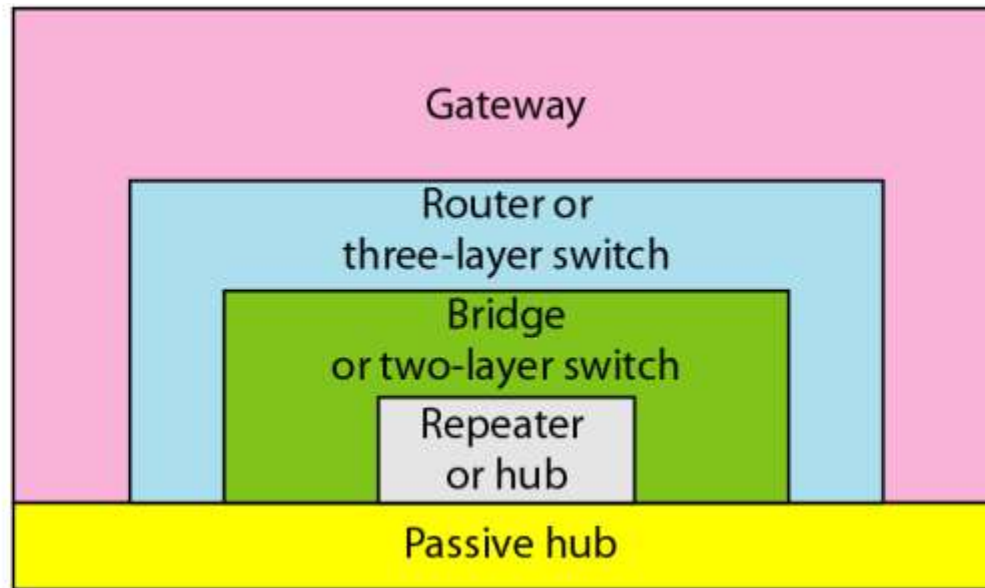 Gateway
Router or
three-layer switch
Bridge
or two-layer switch
Repeater
or hub
Passive hub